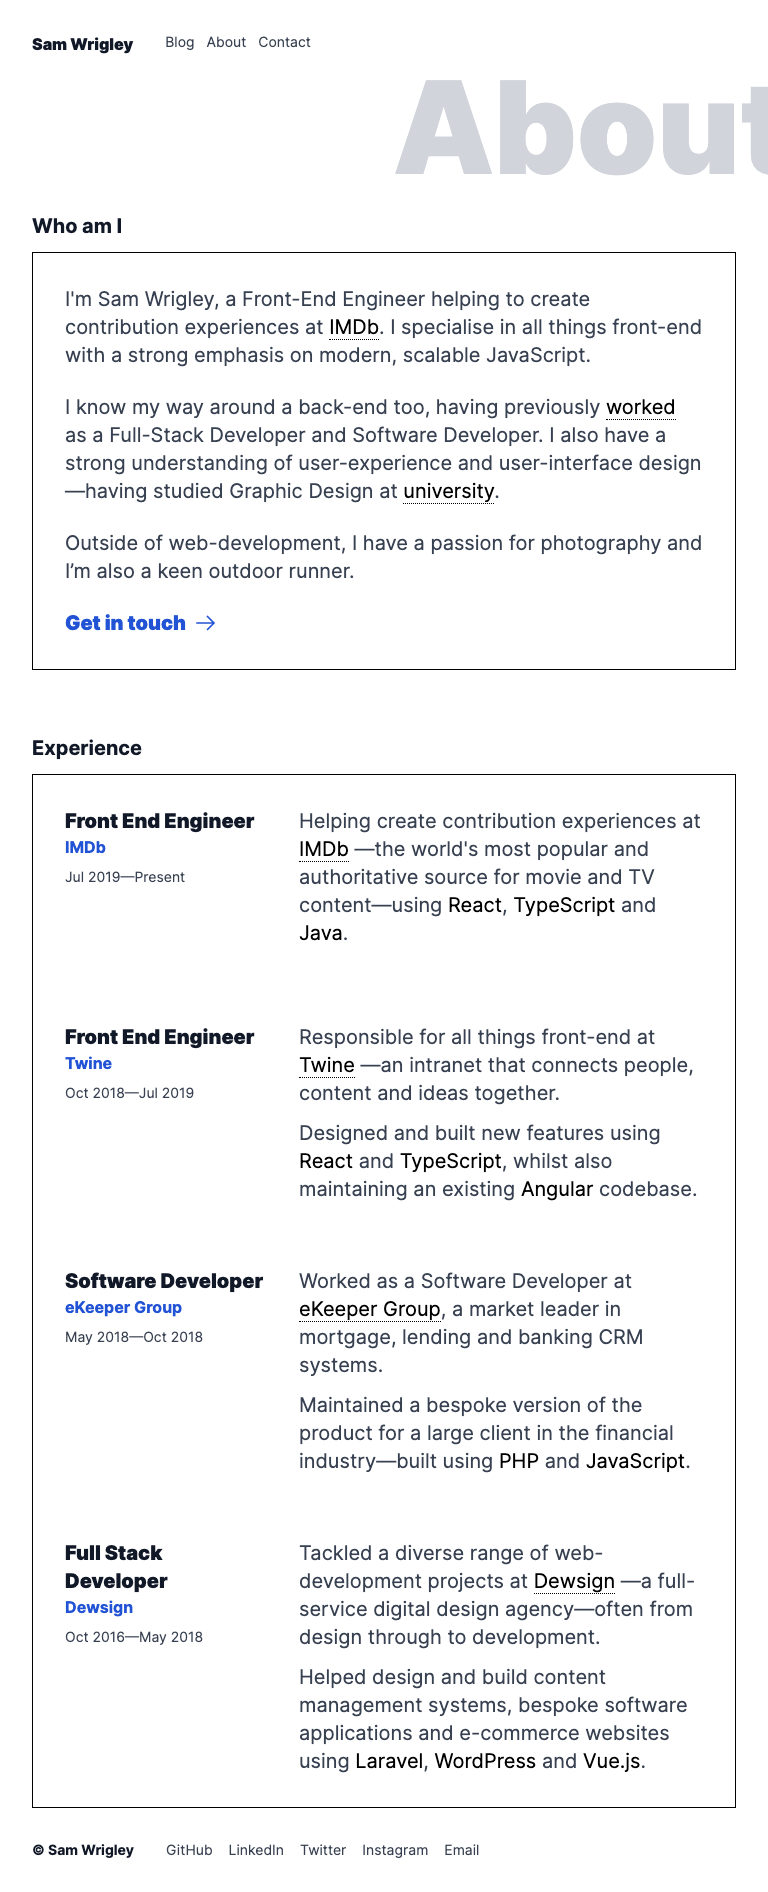 Sam Wrigley Blog About Contact
About
Who am I
I'm Sam Wrigley, a Front-End Engineer helping to create
contribution experiences at IMDb. I specialise in all things front-end
with a strong emphasis on modern, scalable JavaScript.
I know my way around a back-end too, having previously worked
as a Full-Stack Developer and Software Developer. I also have a
strong understanding of user-experience and user-interface design
—having studied Graphic Design at university.
Outside of web-development, I have a passion for photography and
I’m also a keen outdoor runner.
Get in touch →
Experience
Front End Engineer
IMDb
Jul 2019—Present
Helping create contribution experiences at
IMDb —the world's most popular and
authoritative source for movie and TV
content—using React, TypeScript and
Java.
Front End Engineer
Twine
Oct 2018—Jul 2019
Responsible for all things front-end at
Twine —an intranet that connects people,
content and ideas together.
Designed and built new features using
React and TypeScript, whilst also
maintaining an existing Angular codebase.
Software Developer
eKeeper Group
May 2018—Oct 2018
Worked as a Software Developer at
eKeeper Group, a market leader in
mortgage, lending and banking CRM
systems.
Maintained a bespoke version of the
product for a large client in the financial
industry—built using PHP and JavaScript.
Full Stack
Developer
Dewsign
Oct 2016—May 2018
Tackled a diverse range of web-
development projects at Dewsign —a full-
service digital design agency—often from
design through to development.
Helped design and build content
management systems, bespoke software
applications and e-commerce websites
using Laravel, WordPress and Vue.js.
© Sam Wrigley GitHub LinkedIn Twitter Instagram Email